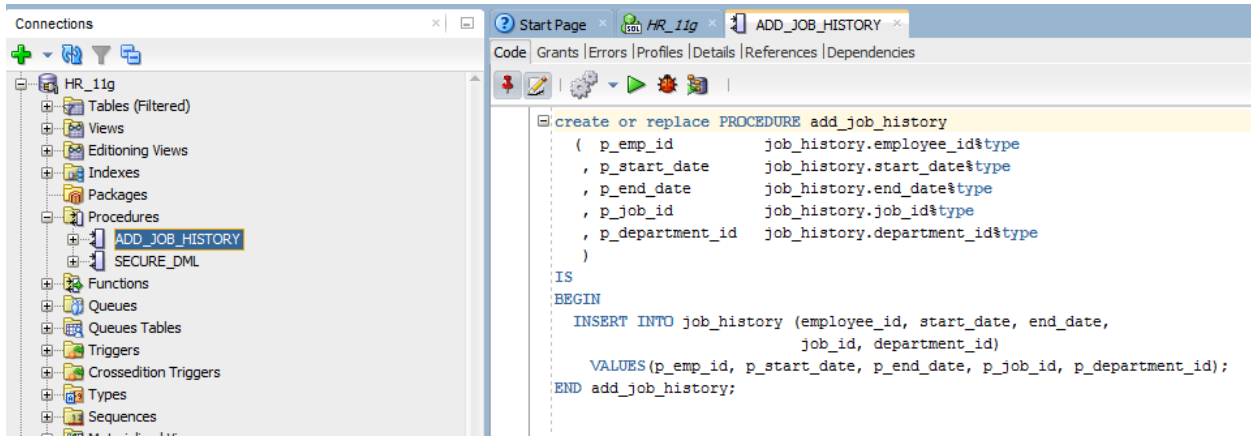 Connections
HR_11g
Tables (Filtered)
Views
Editioning Views
Indexes
Packages
Procedures
ADD_JOB_HISTORY
SECURE_DML
Functions
Queues
Queues Tables
Triggers
Crossedition Triggers
Types
Sequences
Start Page HR_11g ADD_JOB_HISTORY
Code Grants |Errors |Profiles |Details |References |Dependencies
create or replace PROCEDURE add_job_history
( p_emp_id job_history.employee_id%type
, p_start_date job_history.start_date%type
, p_end_date job_history.end_date%type
, p_job_id job_history.job_id%type
, p_department_id job_history.department_id%type
)
IS
BEGIN
INSERT INTO job_history (employee_id, start_date, end_date,
job_id, department_id)
VALUES(p_emp_id, p_start_date, p_end_date, p_job_id, p_department_id);
END add_job_history;